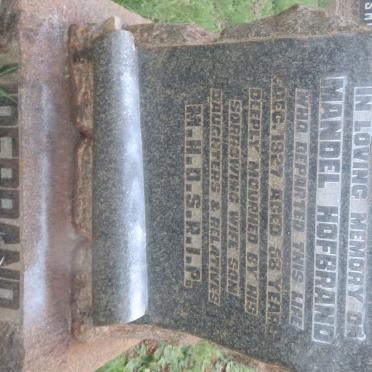 IN LOVING MEMORY OF
MANDEL HOFBRAND
WHO DEPARTED THIS LIFE
DEC. 1927 AGED 58 YEARS
DEEPLY MOURNED BY HIS
SORROWING WIFE SON
DAUGHTERS & RELATIVES
M.H.D.S.R.I.P.